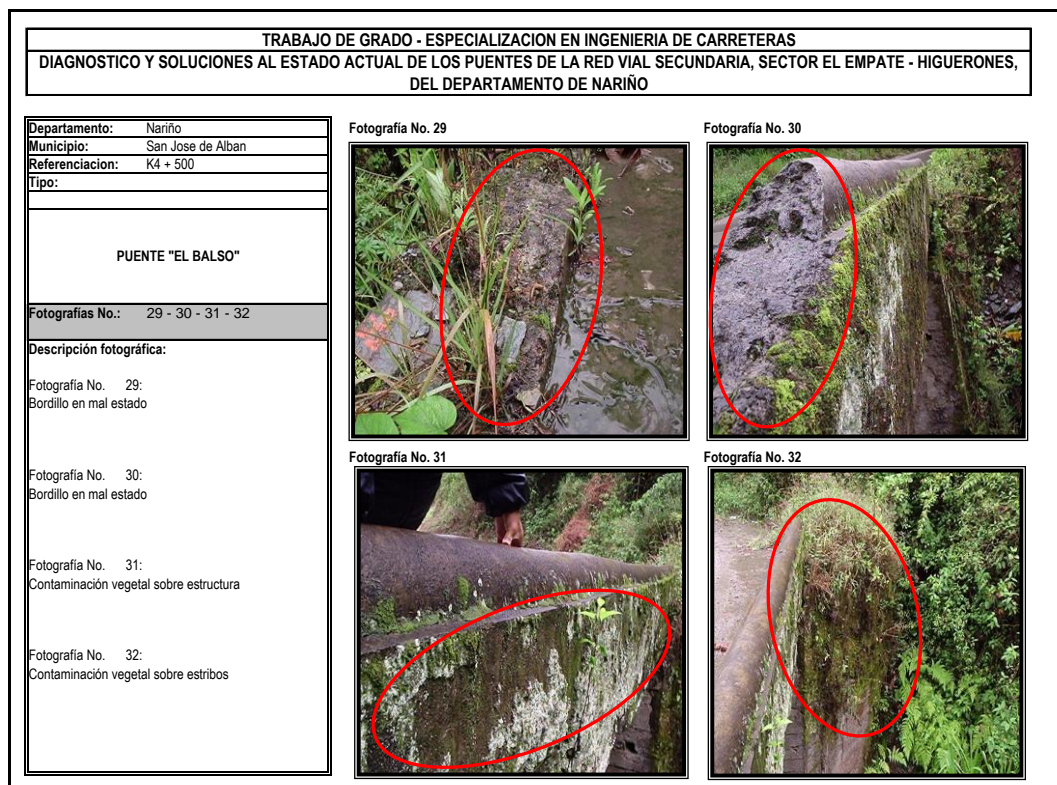 TRABAJO DE GRADO - ESPECIALIZACION EN INGENIERIA DE CARRETERAS
DIAGNOSTICO Y SOLUCIONES AL ESTADO ACTUAL DE LOS PUENTES DE LA RED VIAL SECUNDARIA, SECTOR EL EMPATE - HIGUERONES,
DEL DEPARTAMENTO DE NARIÑO
Departamento: Nariño
Municipio: San Jose de Alban
Referenciacion: K4 + 500
Tipo:
PUENTE "EL BALSO"
Fotografías No.: 29 - 30 - 31 - 32
Descripción fotográfica:
Fotografía No. 29:
Bordillo en mal estado
Fotografía No. 30:
Bordillo en mal estado
Fotografía No. 31:
Contaminación vegetal sobre estructura
Fotografía No. 32:
Contaminación vegetal sobre estribos
Fotografía No. 29
Fotografía No. 30
Fotografía No. 31
Fotografía No. 32